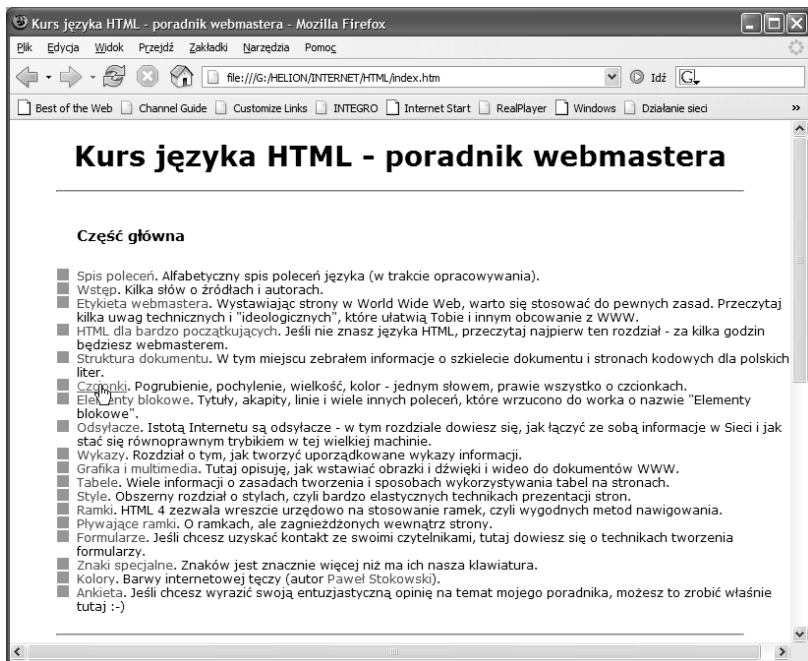 Kurs języka HTML - poradnik webmastera - Mozilla Firefox
Plik Edycja Widok Przejdź Zakładki Narzędzia Pomoc
file:///G:/HELION/INTERNET/HTML/index.htm Idź G
Best of the Web Channel Guide Customize Links INTEGRO Internet Start RealPlayer Windows Działanie sieci »
Kurs języka HTML - poradnik webmastera
Część główna
Spis poleceń. Alfabetyczny spis poleceń języka (w trakcie opracowywania).
Wstęp. Kilka słów o źródłach i autorach.
Etykieta webmastera. Wystawiając strony w World Wide Web, warto się stosować do pewnych zasad. Przeczytaj
kilka uwag technicznych i "ideologicznych", które ułatwią Tobie i innym obcowanie z WWW.
HTML dla bardzo początkujących. Jeśli nie znasz języka HTML, przeczytaj najpierw ten rozdział - za kilka godzin
będziesz webmasterem.
Struktura dokumentu. W tym miejscu zebrałem informacje o szkielecie dokumentu i stronach kodowych dla polskich
liter.
Czcionki. Pogrubienie, pochylenie, wielkość, kolor - jednym słowem, prawie wszystko o czcionkach.
Elementy blokowe. Tytuły, akapity, linie i wiele innych poleceń, które wrzucono do worka o nazwie "Elementy
blokowe".
Odsyłacze. Istotą Internetu są odsyłacze - w tym rozdziale dowiesz się, jak łączyć ze sobą informacje w Sieci i jak
stać się równoprawnym trybikiem w tej wielkiej machinie.
Wykazy. Rozdział o tym, jak tworzyć uporządkowane wykazy informacji.
Grafika i multimedia. Tutaj opisuję, jak wstawiać obrazki i dźwięki i wideo do dokumentów WWW.
Tabele. Wiele informacji o zasadach tworzenia i sposobach wykorzystywania tabel na stronach.
Style. Obszerny rozdział o stylach, czyli bardzo elastycznych technikach prezentacji stron.
Ramki. HTML 4 zezwala wreszcie urzędowo na stosowanie ramek, czyli wygodnych metod nawigowania.
Pływające ramki. O ramkach, ale zagnieżdżonych wewnątrz strony.
Formularze. Jeśli chcesz uzyskać kontakt ze swoimi czytelnikami, tutaj dowiesz się o technikach tworzenia
formularzy.
Znaki specjalne. Znaków jest znacznie więcej niż ma ich nasza klawiatura.
Kolory. Barwy internetowej tęczy (autor Paweł Stokowski).
Ankieta. Jeśli chcesz wyrazić swoją entuzjastyczną opinię na temat mojego poradnika, możesz to zrobić właśnie
tutaj :-)